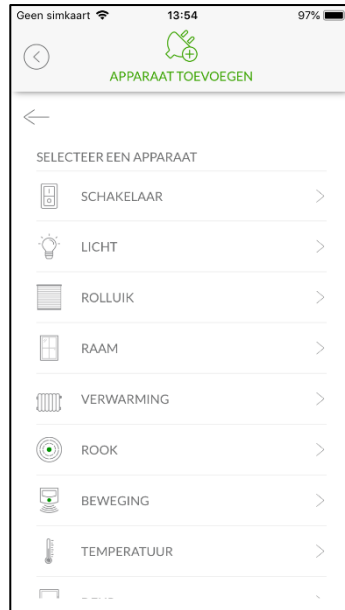 Geen simkaart 13:54 97%
APPARAAT TOEVOEGEN
SELECTEER EEN APPARAAT
SCHAKELAAR
LICHT
ROLLUIK
RAAM
VERWARMING
ROOK
BEWEGING
TEMPERATUUR